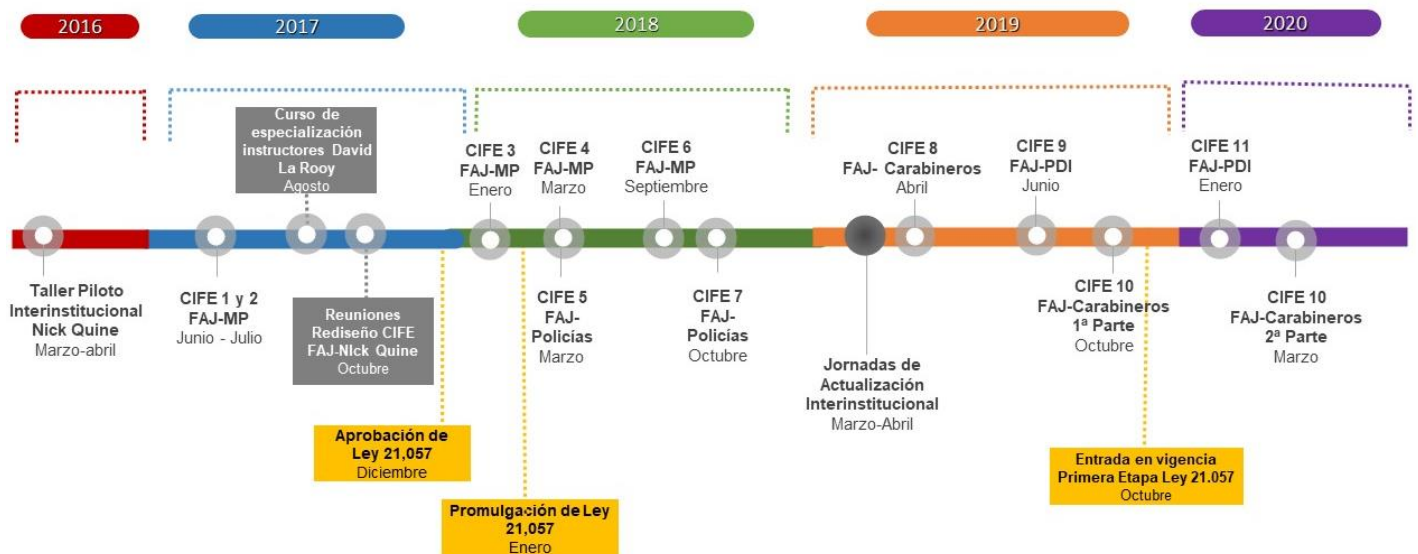 2016
2017
2018
2019
2020
Curso de
especialización
instructores David
La Rooy
Agosto
CIFE 3
FAJ-MP
Enero
CIFE 4
FAJ-MP
Marzo
CIFE 6
FAJ-MP
Septiembre
CIFE 8
FAJ- Carabineros
Abril
CIFE 9
FAJ-PDI
Junio
CIFE 11
FAJ-PDI
Enero
Taller Piloto
Interinstitucional
Nick Quine
Marzo-abril
CIFE 1 y 2
FAJ-MP
Junio - Julio
Reuniones
Rediseño CIFE
FAJ-NIck Quine
Octubre
CIFE 5
FAJ-
Policías
Marzo
CIFE 7
FAJ-
Policías
Octubre
Jornadas de
Actualización
Interinstitucional
Marzo-Abril
CIFE 10
FAJ-Carabineros
1ª Parte
Octubre
CIFE 10
FAJ-Carabineros
2ª Parte
Marzo
Aprobación de
Ley 21,057
Diciembre
Promulgación de Ley
21,057
Enero
Entrada en vigencia
Primera Etapa Ley 21.057
Octubre